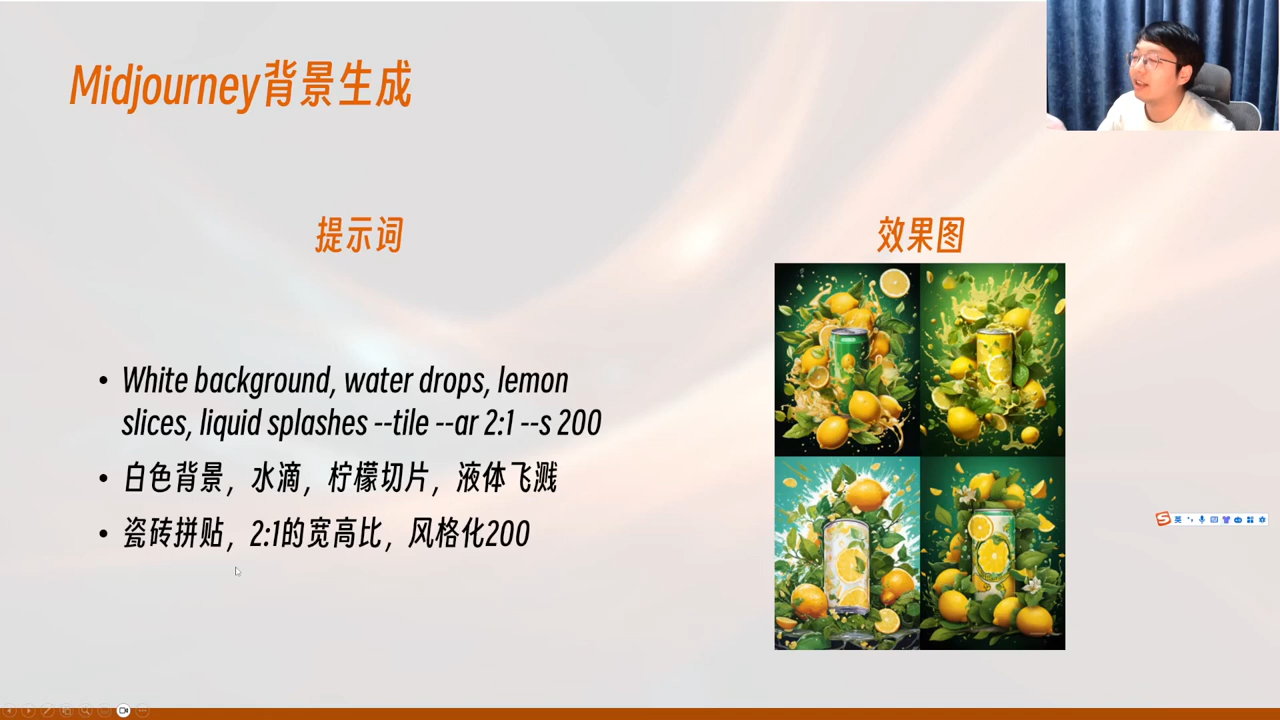 Midjourney背景生成
提示词
效果图
• White background, water drops, lemon
slices, liquid splashes --tile --ar 2:1 --s 200
• 白色背景，水滴，柠檬切片，液体飞溅
• 瓷砖拼贴，2:1的宽高比，风格化200
英